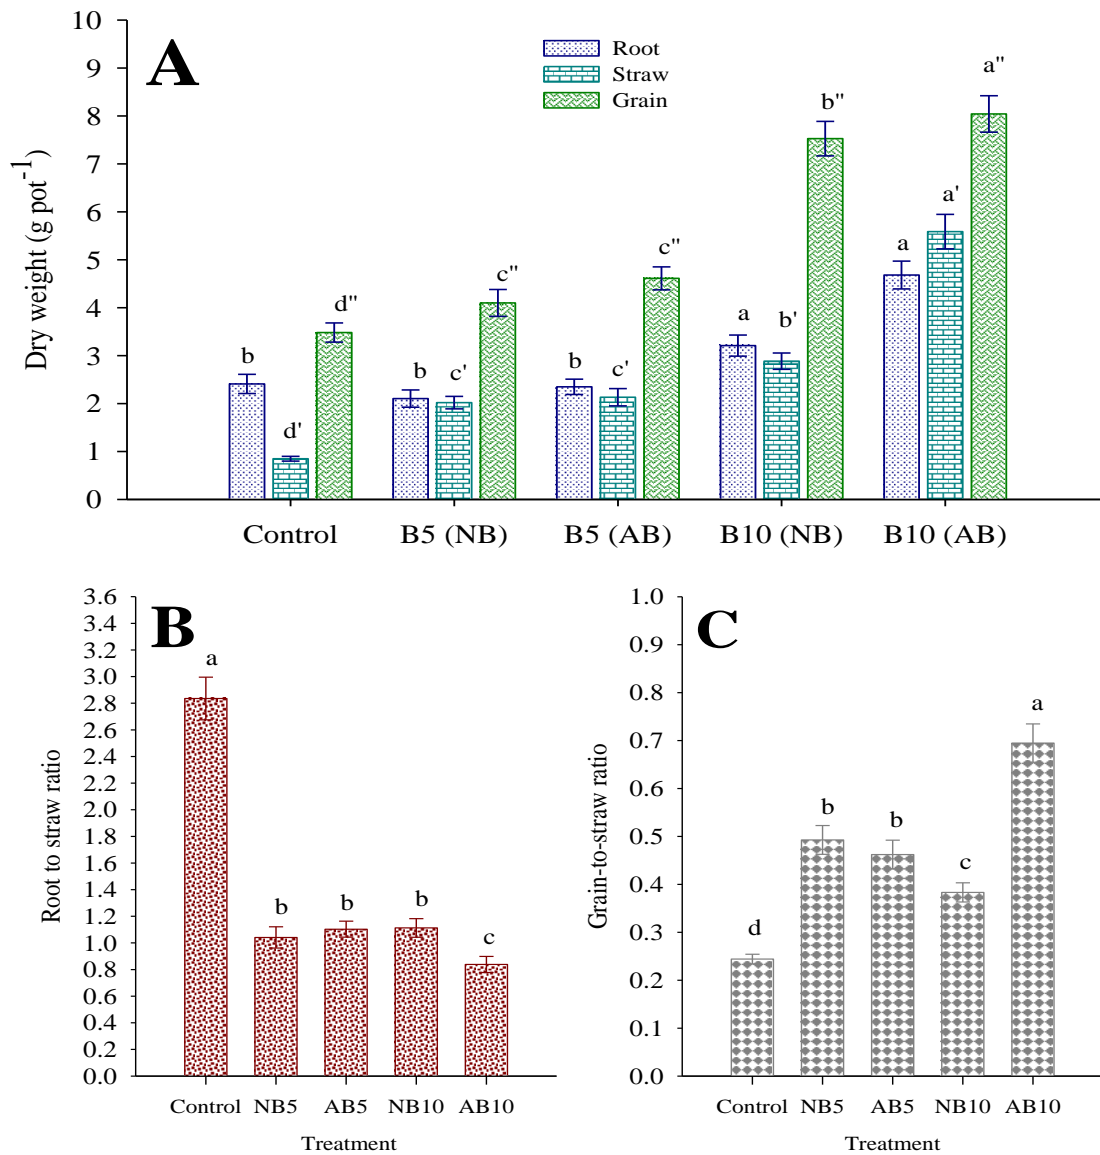 A
10
9
8
7
6
5
4
3
2
1
0
Dry weight (g pot-1)
Root
Straw
Grain
b d' d"
b c' c"
b c' c"
a b' b"
a a' a"
Control B5 (NB) B5 (AB) B10 (NB) B10 (AB)
B
3.6
3.4
3.2
3.0
2.8
2.6
2.4
2.2
2.0
1.8
1.6
1.4
1.2
1.0
0.8
0.6
0.4
0.2
0.0
Root to straw ratio
a b b b c
Control NB5 AB5 NB10 AB10
Treatment
C
1.0
0.9
0.8
0.7
0.6
0.5
0.4
0.3
0.2
0.1
0.0
Grain-to-straw ratio
d b b c a
Control NB5 AB5 NB10 AB10
Treatment